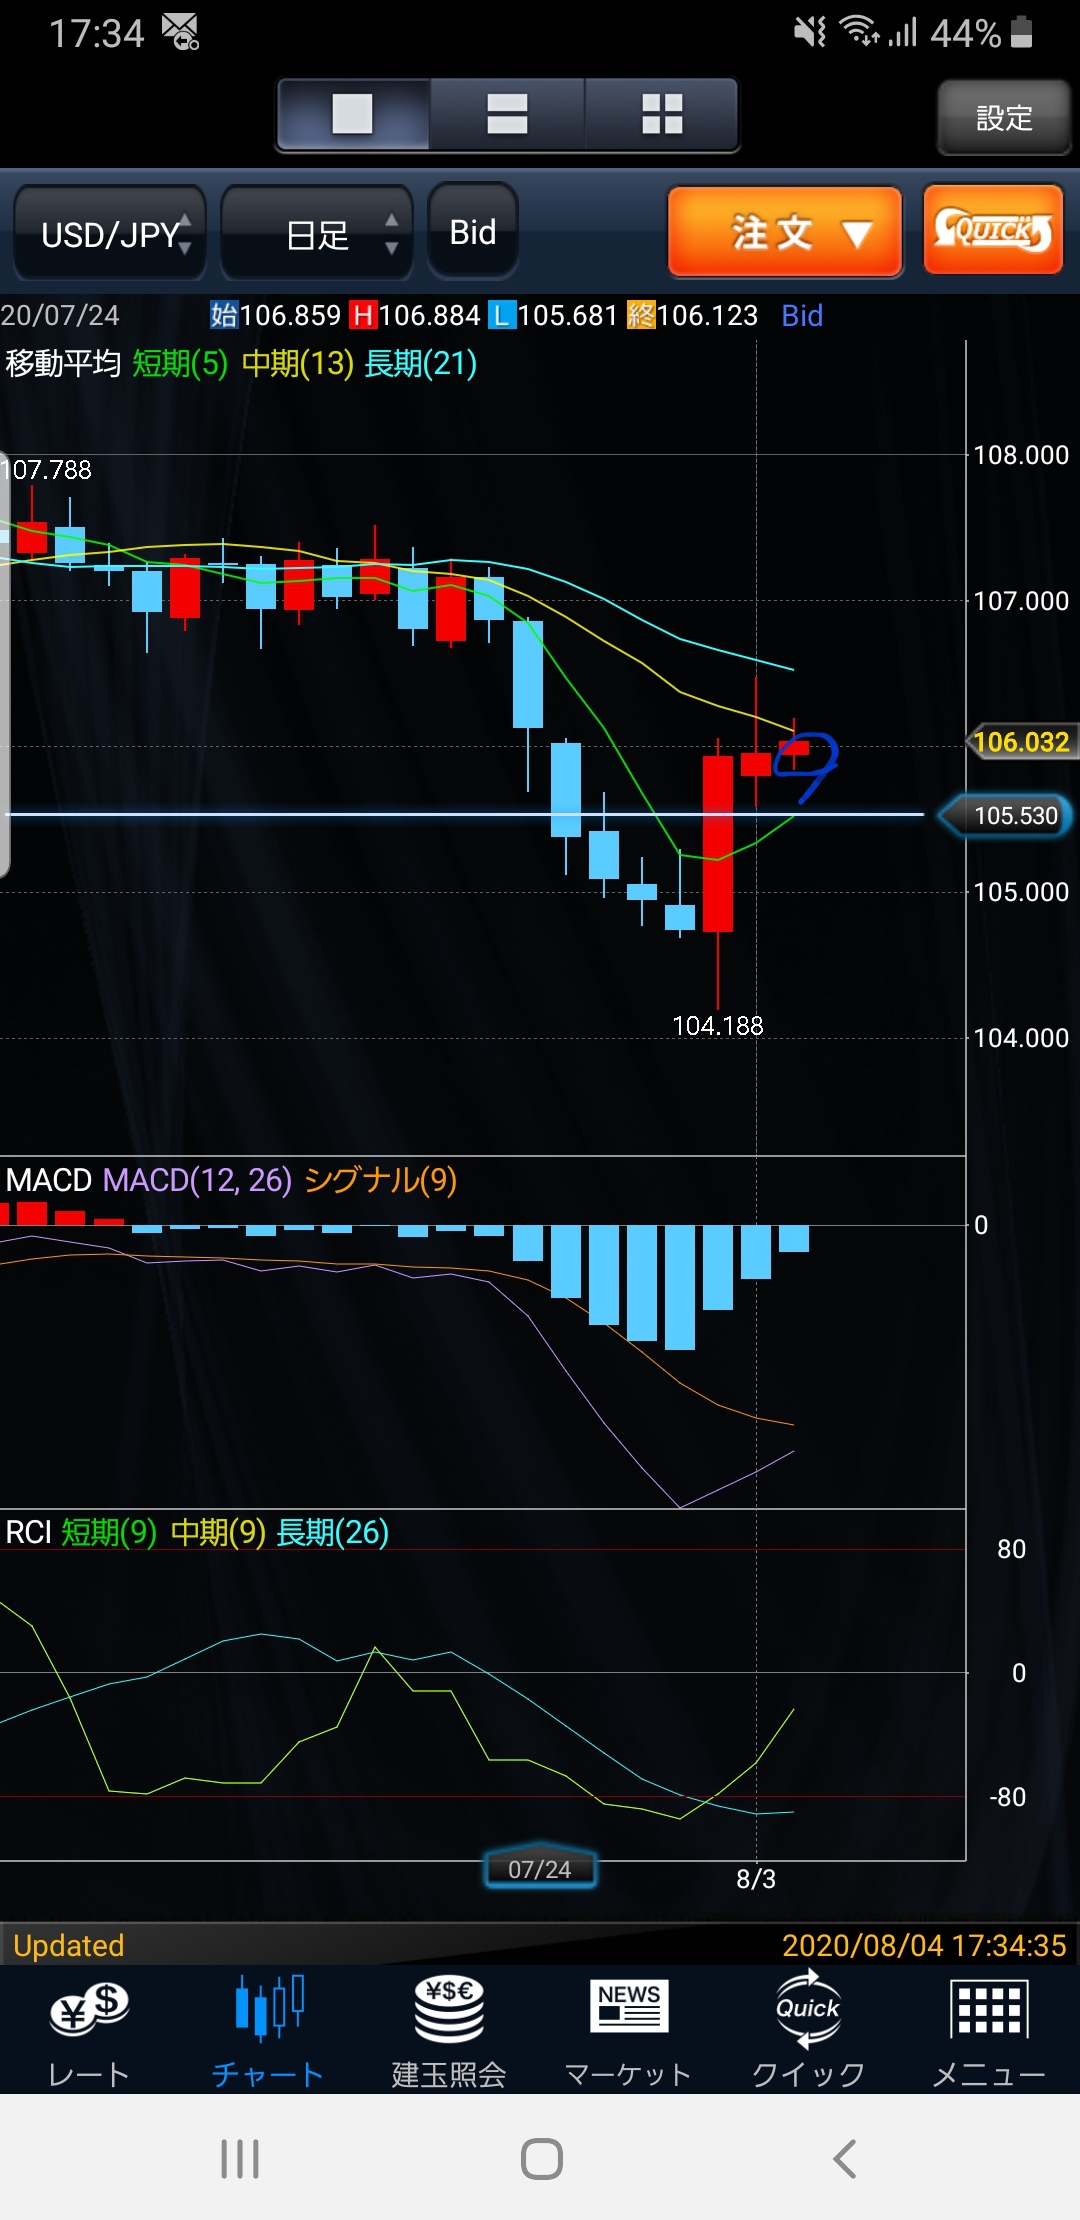 17:34 44%
設定
USD/JPY 日足 Bid 注文 QUICK
20/07/24 始106.859 H106.884 L105.681 終106.123 Bid
移動平均 短期(5) 中期(13) 長期(21)
108.000
107.788
107.000
106.032
105.530
105.000
104.188
104.000
MACD MACD(12, 26) シグナル(9)
0
RCI 短期(9) 中期(9) 長期(26)
80
0
-80
07/24 8/3
Updated 2020/08/04 17:34:35
¥$ ¥$€ NEWS Quick
レート チャート 建玉照会 マーケット クイック メニュー